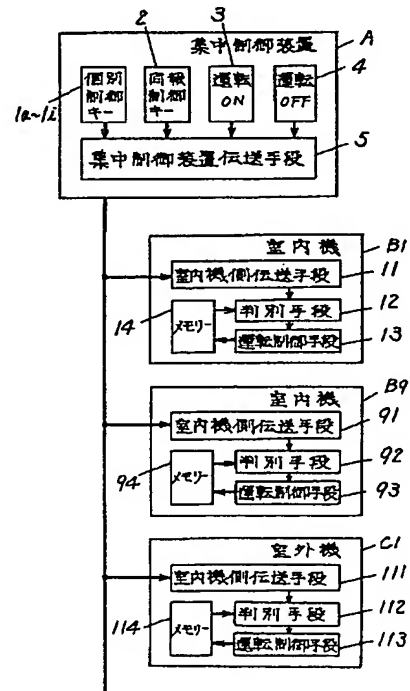 集中制御装置
A
1a~1i
個別制御キー
2
同報制御キー
3
運転ON
4
運転OFF
集中制御装置伝送手段
5
室内機
B1
室内機側伝送手段
11
14
メモリー
判別手段
12
運転制御手段
13
室内機
B9
室内機側伝送手段
91
94
メモリー
判別手段
92
運転制御手段
93
室外機
C1
室内機側伝送手段
111
114
メモリー
判別手段
112
運転制御手段
113